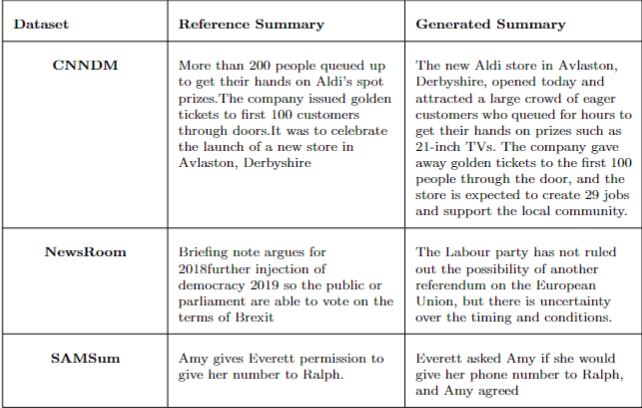 Dataset
Reference Summary
Generated Summary
CNNDM
More than 200 people queued up
to get their hands on Aldi's spot
prizes.The company issued golden
tickets to first 100 customers
through doors.It was to celebrate
the launch of a new store in
Avlaston, Derbyshire
The new Aldi store in Avlaston,
Derbyshire, opened today and
attracted a large crowd of eager
customers who queued for hours to
get their hands on prizes such as
21-inch TVs. The company gave
away golden tickets to the first 100
people through the door, and the
store is expected to create 29 jobs
and support the local community.
NewsRoom
Briefing note argues for
2018further injection of
democracy 2019 so the public or
parliament are able to vote on the
terms of Brexit
The Labour party has not ruled
out the possibility of another
referendum on the European
Union, but there is uncertainty
over the timing and conditions.
SAMSum
Amy gives Everett permission to
give her number to Ralph.
Everett asked Amy if she would
give her phone number to Ralph,
and Amy agreed